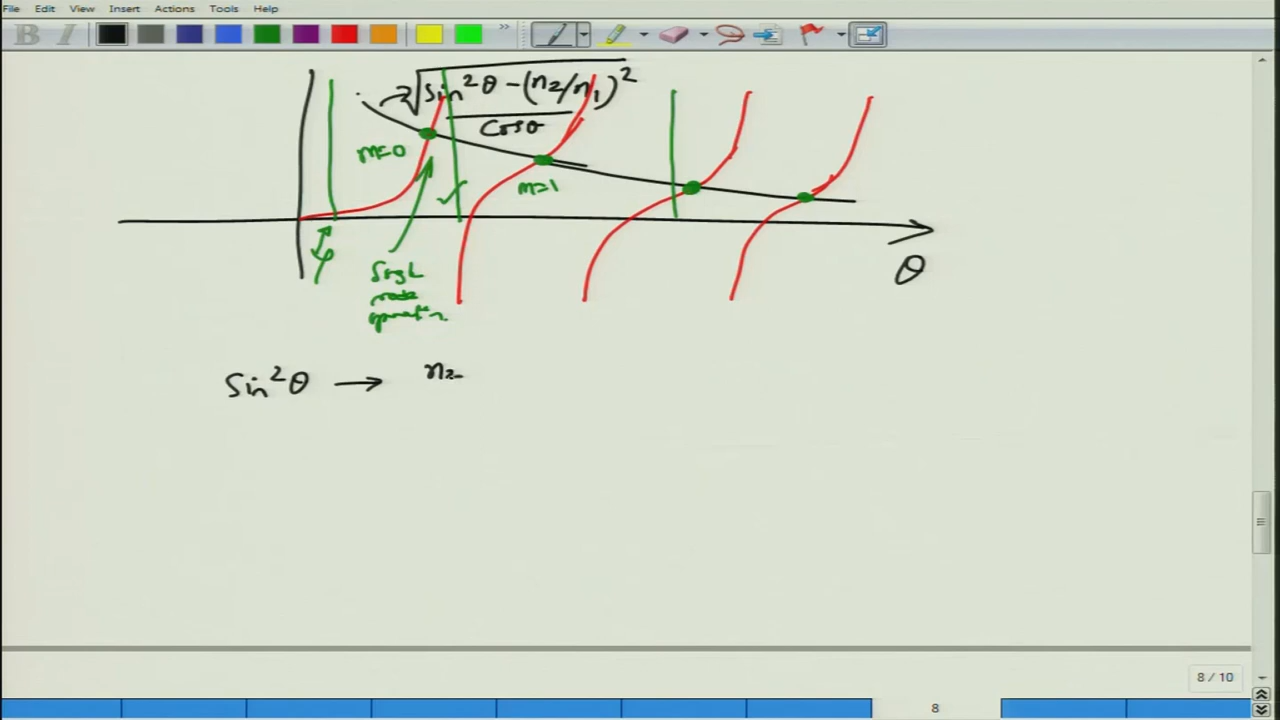 File Edit View Insert Actions Tools Help
B I
√sin²θ - (n2/n1)²
cosθ
m=0
m=1
φ
θ
mode
sin²θ → n2
8 / 10
8